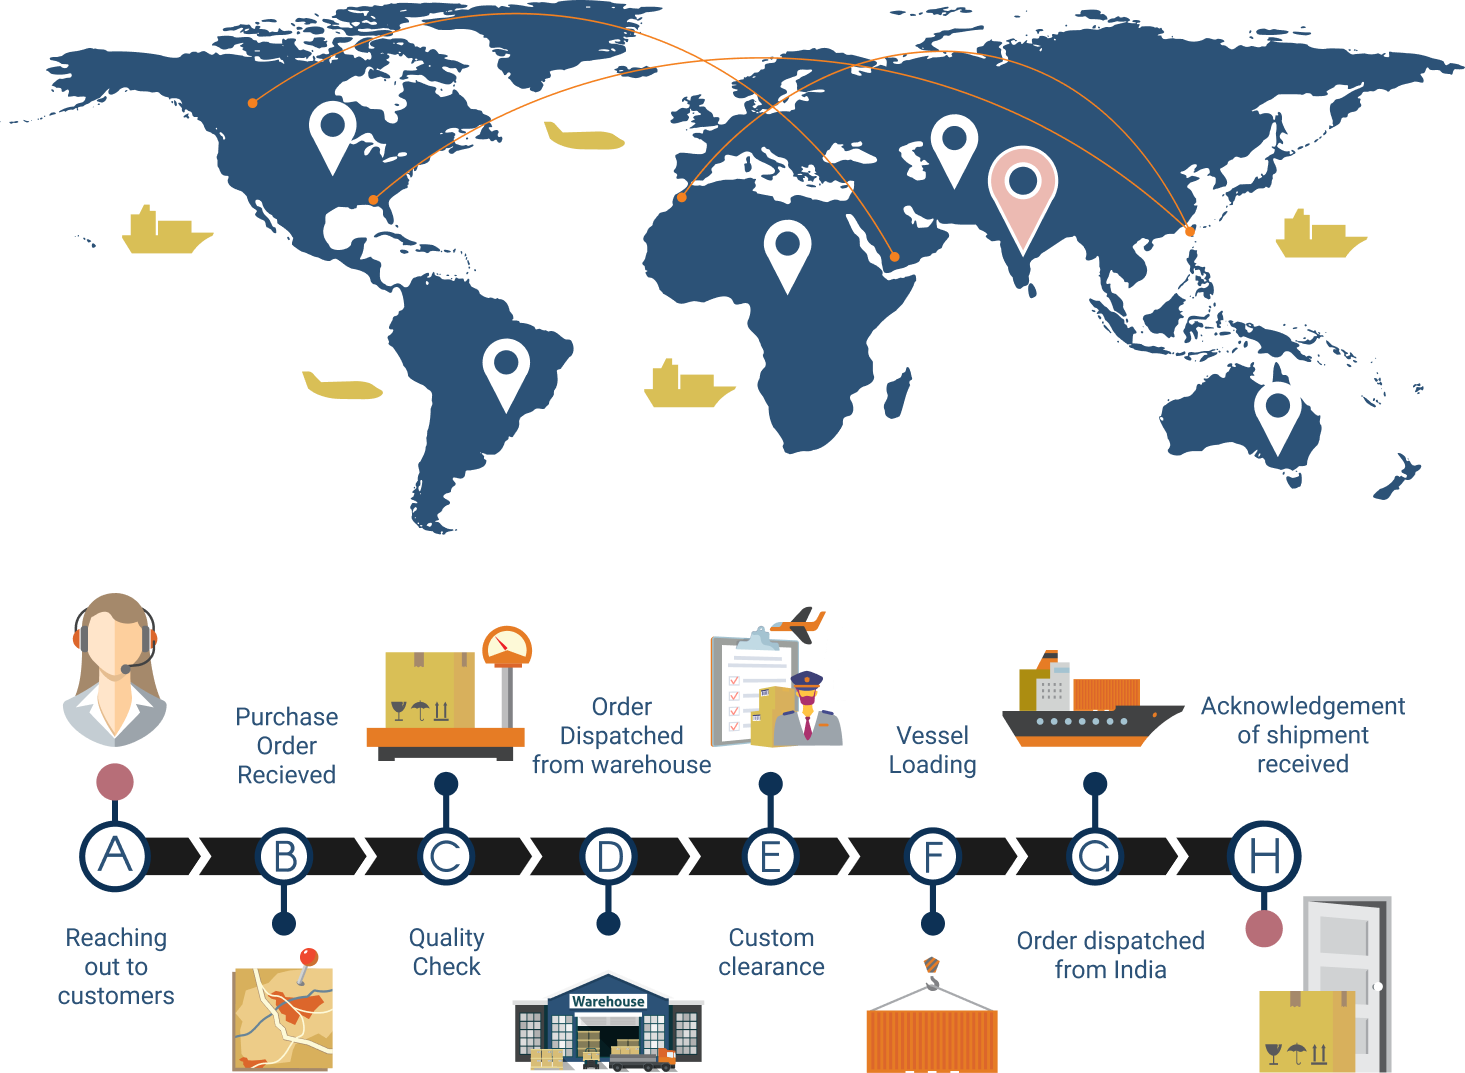 Purchase
Order
Recieved
Order
Dispatched
from warehouse
Vessel
Loading
Acknowledgement
of shipment
received
A
B
C
D
E
F
G
H
Reaching
out to
customers
Quality
Check
Warehouse
Custom
clearance
Order dispatched
from India